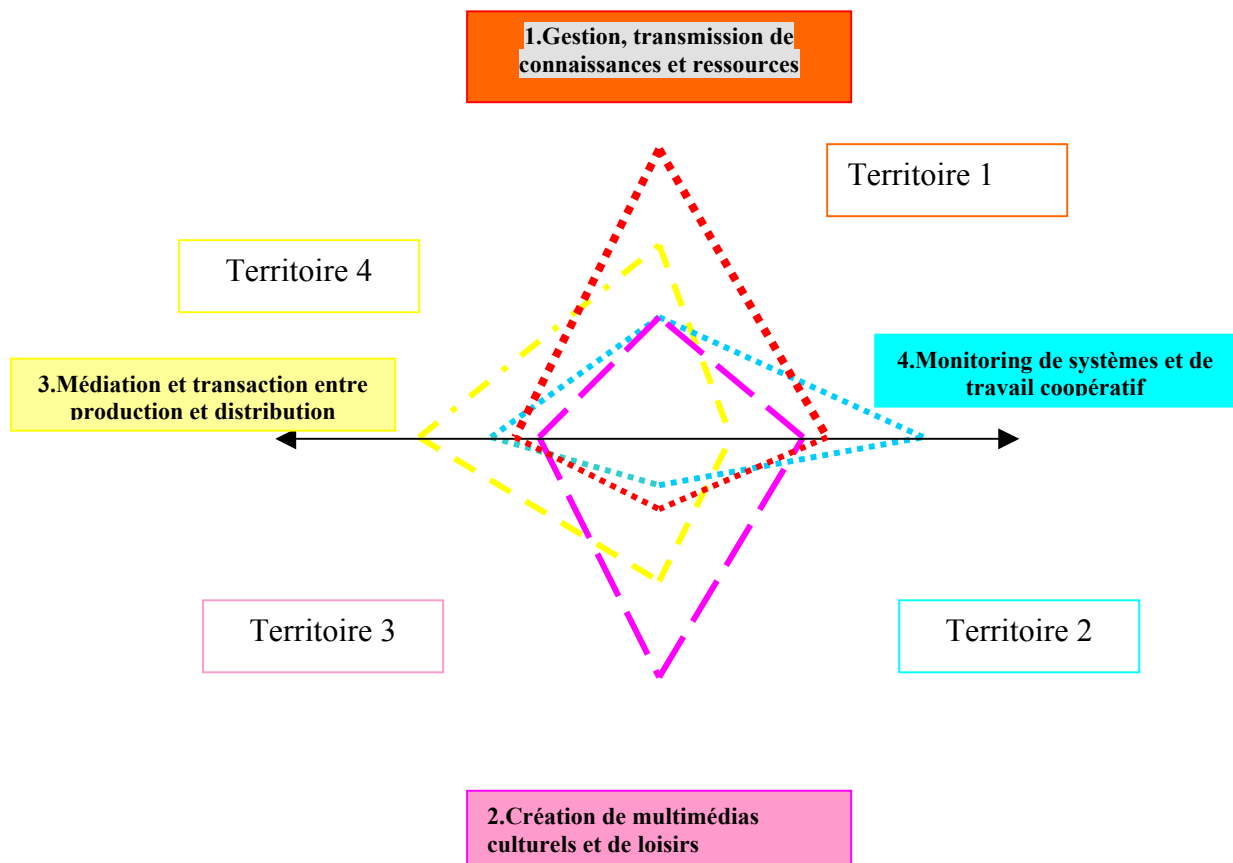 1.Gestion, transmission de
connaissances et ressources
Territoire 1
Territoire 4
3.Médiation et transaction entre
production et distribution
4.Monitoring de systèmes et de
travail coopératif
Territoire 3
Territoire 2
2.Création de multimédias
culturels et de loisirs